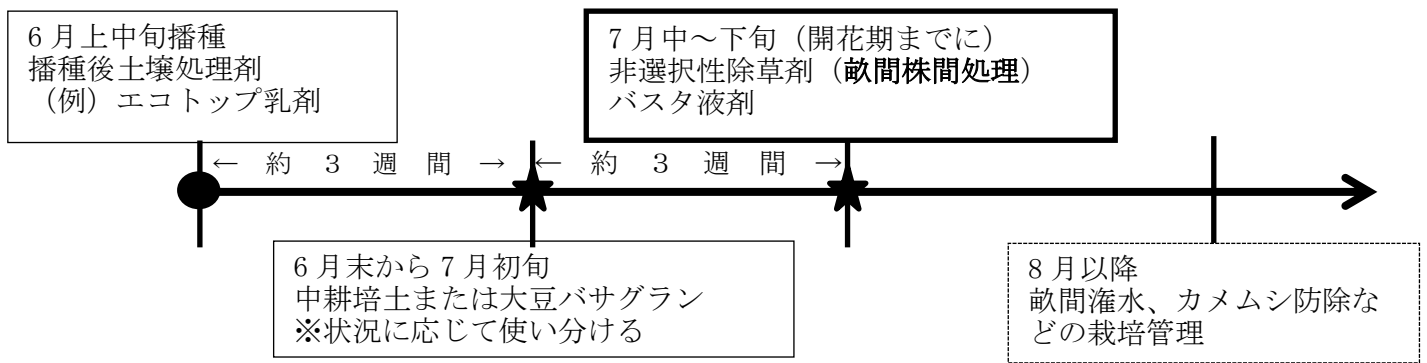 6月上中旬播種
播種後土壌処理剤
（例）エコトップ乳剤
7月中～下旬（開花期までに）
非選択性除草剤（畝間株間処理）
バスタ液剤
← 約 3 週 間 →
← 約 3 週 間 →
6月末から7月初旬
中耕培土または大豆バサグラン
※状況に応じて使い分ける
8月以降
畝間潅水、カメムシ防除な
どの栽培管理